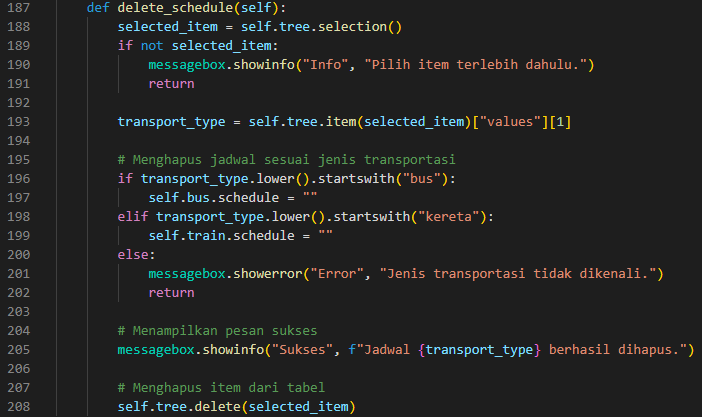 187 def delete_schedule(self):
188 selected_item = self.tree.selection()
189 if not selected_item:
190 messagebox.showinfo("Info", "Pilih item terlebih dahulu.")
191 return
192
193 transport_type = self.tree.item(selected_item)["values"][1]
194
195 # Menghapus jadwal sesuai jenis transportasi
196 if transport_type.lower().startswith("bus"):
197 self.bus.schedule = ""
198 elif transport_type.lower().startswith("kereta"):
199 self.train.schedule = ""
200 else:
201 messagebox.showerror("Error", "Jenis transportasi tidak dikenali.")
202 return
203
204 # Menampilkan pesan sukses
205 messagebox.showinfo("Sukses", f"Jadwal {transport_type} berhasil dihapus.")
206
207 # Menghapus item dari tabel
208 self.tree.delete(selected_item)